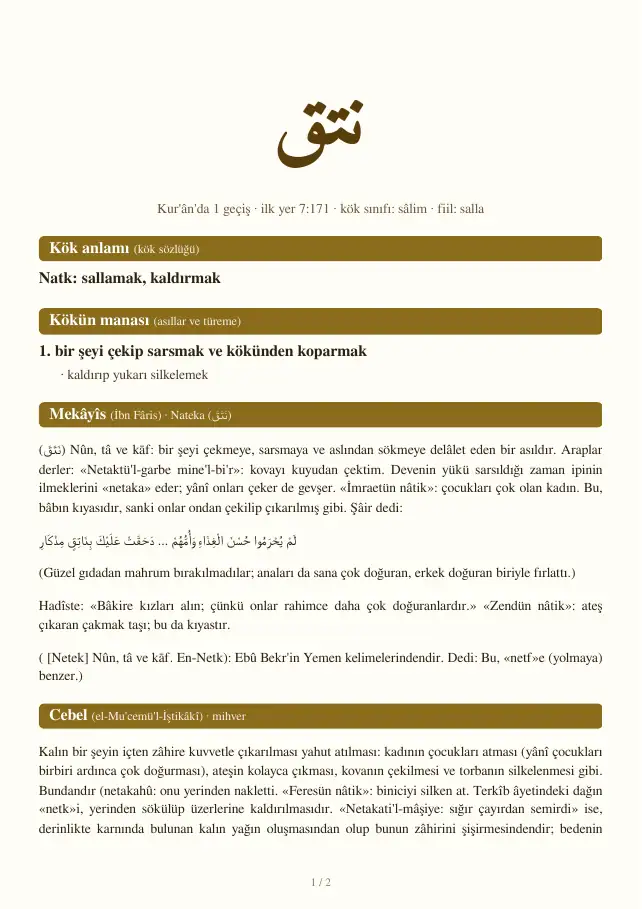 نتق
Kur'ân'da 1 geçiş · ilk yer 7:171 · kök sınıfı: sâlim · fiil: salla
Kök anlamı (kök sözlüğü)
Natk: sallamak, kaldırmak
Kökün manası (asıllar ve türeme)
1. bir şeyi çekip sarsmak ve kökünden koparmak
· kaldırıp yukarı silkelemek
Mekâyîs (İbn Fâris) · Nateka (نَتَقَ)
(نَتَقَ) Nûn, tâ ve kāf: bir şeyi çekmeye, sarsmaya ve aslından sökmeye delâlet eden bir asıldır. Araplar
derler: «Netaktü'l-garbe mine'l-bi'r»: kovayı kuyudan çektim. Devenin yükü sarsıldığı zaman ipinin
ilmeklerini «netaka» eder; yânî onları çeker de gevşer. «İmraetün nâtik»: çocukları çok olan kadın. Bu,
bâbın kıyasıdır, sanki onlar ondan çekilip çıkarılmış gibi. Şâir dedi:
لَمْ يُحْرَمُوا حُسْنَ الْغِذَاءِ وَأُمُّهُمْ ... دَحَقَتْ عَلَيْكَ بِنَاتِقٍ مِذْكَارِ
(Güzel gıdadan mahrum bırakılmadılar; anaları da sana çok doğuran, erkek doğuran biriyle fırlattı.)
Hadîste: «Bâkire kızları alın; çünkü onlar rahimce daha çok doğuranlardır.» «Zendün nâtik»: ateş
çıkaran çakmak taşı; bu da kıyastır.
( [Netek] Nûn, tâ ve kâf. En-Netk): Ebû Bekr'in Yemen kelimelerindendir. Dedi: Bu, «netf»e (yolmaya)
benzer.)
Cebel (el-Mu'cemü'l-İştikâkî) · mihver
Kalın bir şeyin içten zâhire kuvvetle çıkarılması yahut atılması: kadının çocukları atması (yânî çocukları
birbiri ardınca çok doğurması), ateşin kolayca çıkması, kovanın çekilmesi ve torbanın silkelenmesi gibi.
Bundandır (netakahû: onu yerinden nakletti. «Feresün nâtik»: biniciyi silken at. Terkîb âyetindeki dağın
«netk»i, yerinden sökülüp üzerlerine kaldırılmasıdır. «Netakati'l-mâşiye: sığır çayırdan semirdi» ise,
derinlikte karnında bulunan kalın yağın oluşmasından olup bunun zâhirini şişirmesindendir; bedenin
1 / 2